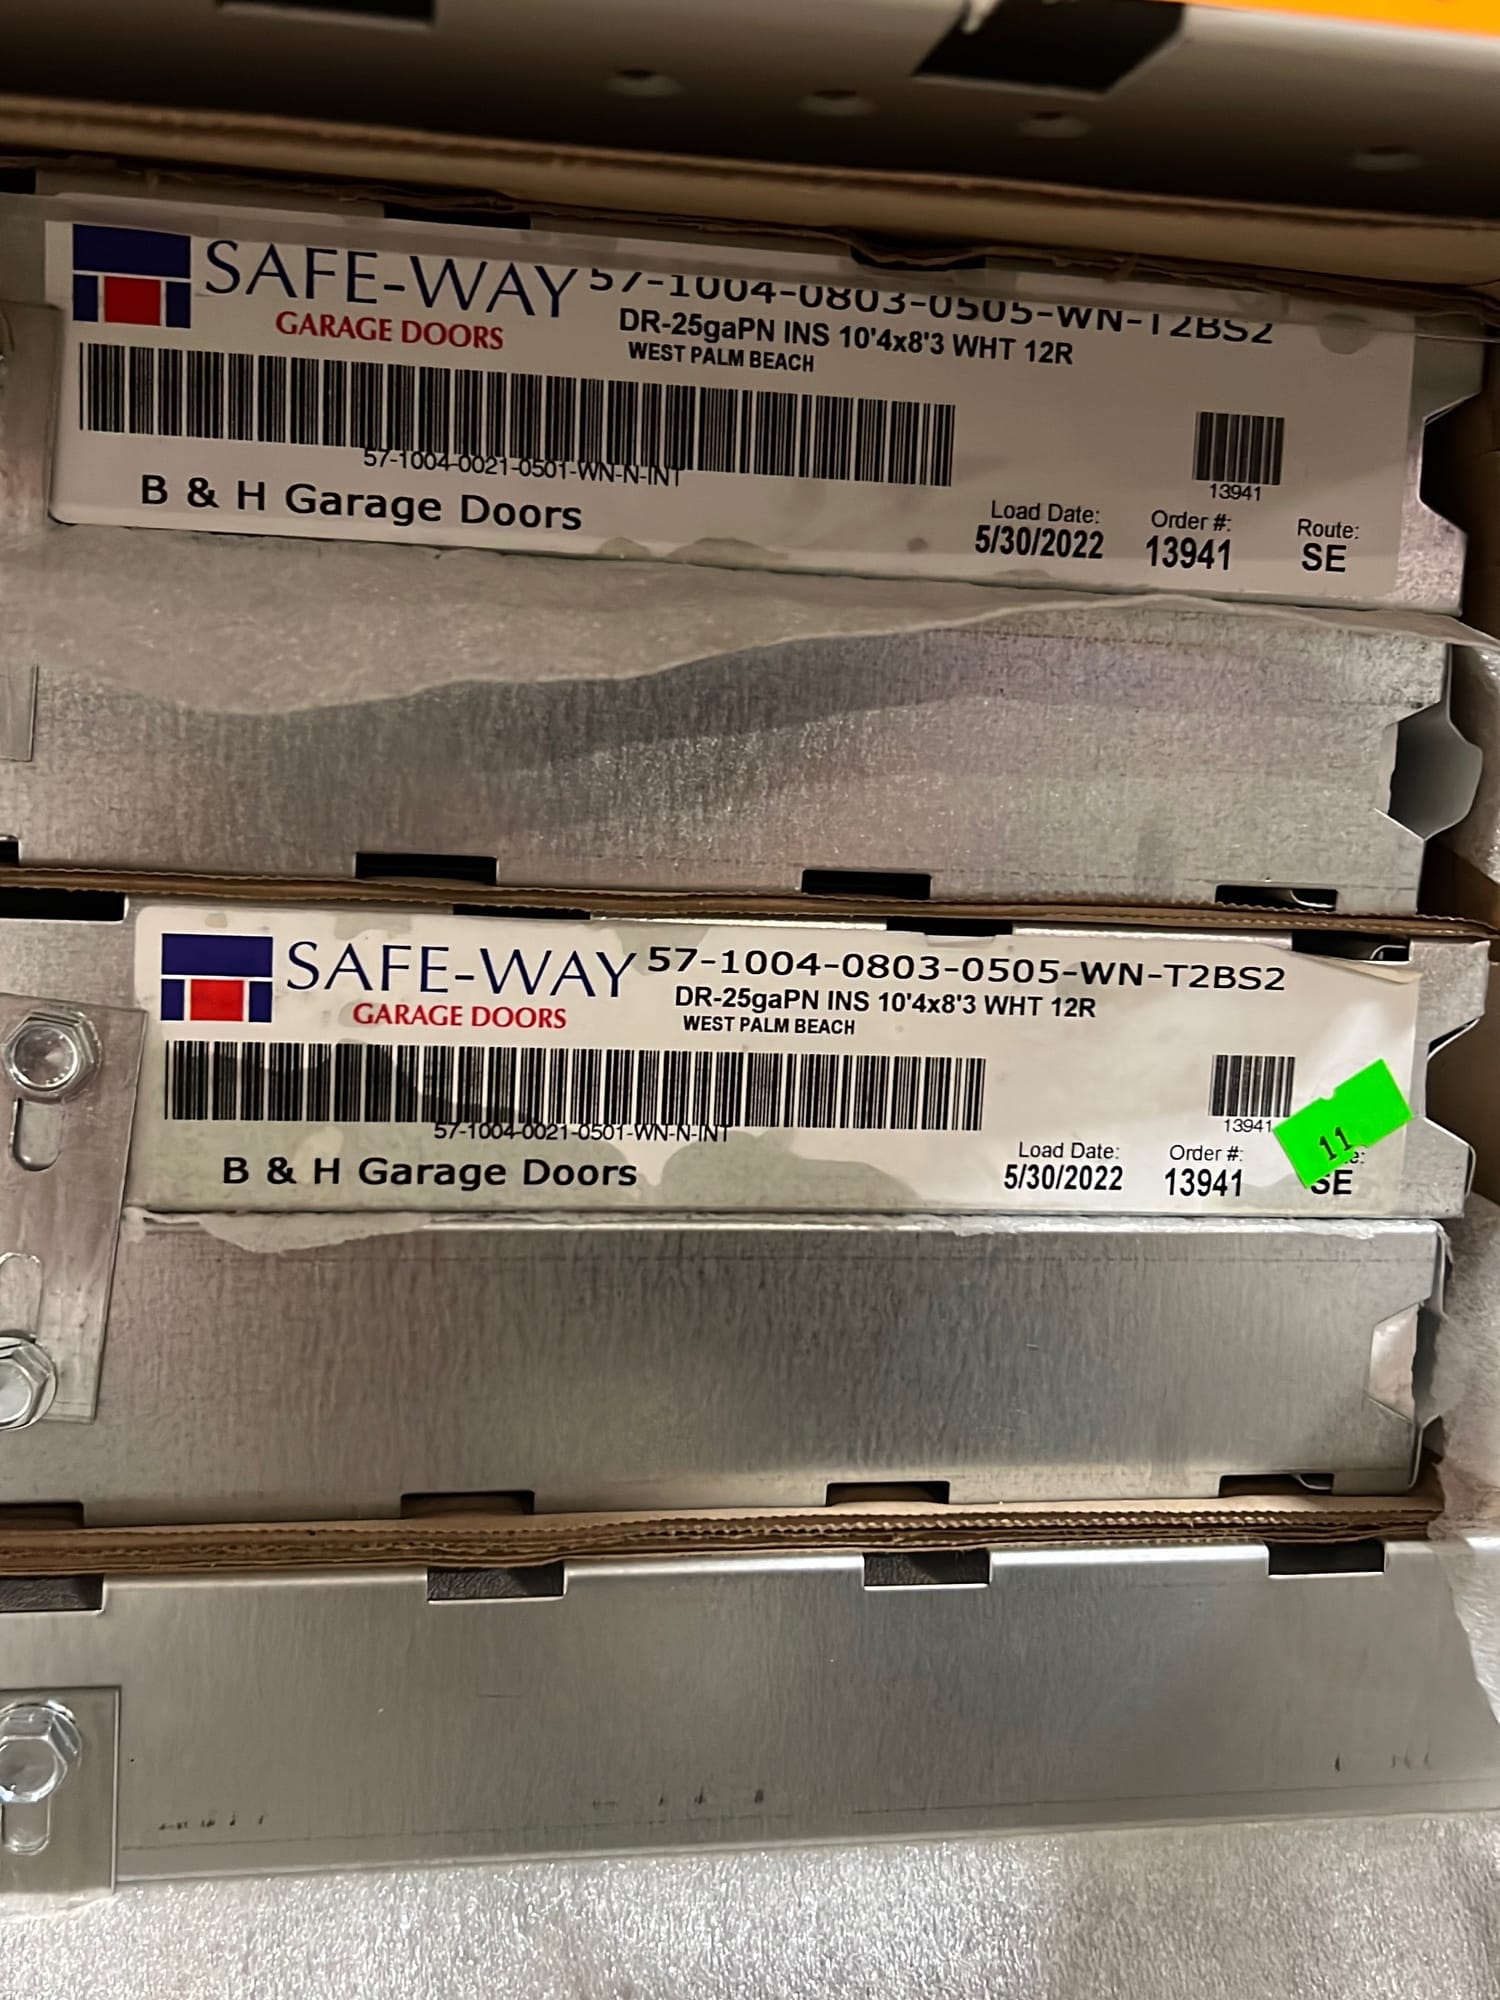 SAFE-WAY 57-1004-0803-0505-WN-T2BS2
GARAGE DOORS DR-25gaPN INS 10'4x8'3 WHT 12R
WEST PALM BEACH
57-1004-0021-0501-WN-N-INT
13941
B & H Garage Doors
Load Date: Order #: Route:
5/30/2022 13941 SE
SAFE-WAY 57-1004-0803-0505-WN-T2BS2
GARAGE DOORS DR-25gaPN INS 10'4x8'3 WHT 12R
WEST PALM BEACH
57-1004-0021-0501-WN-N-INT
13941
11
B & H Garage Doors
Load Date: Order #:
5/30/2022 13941 SE